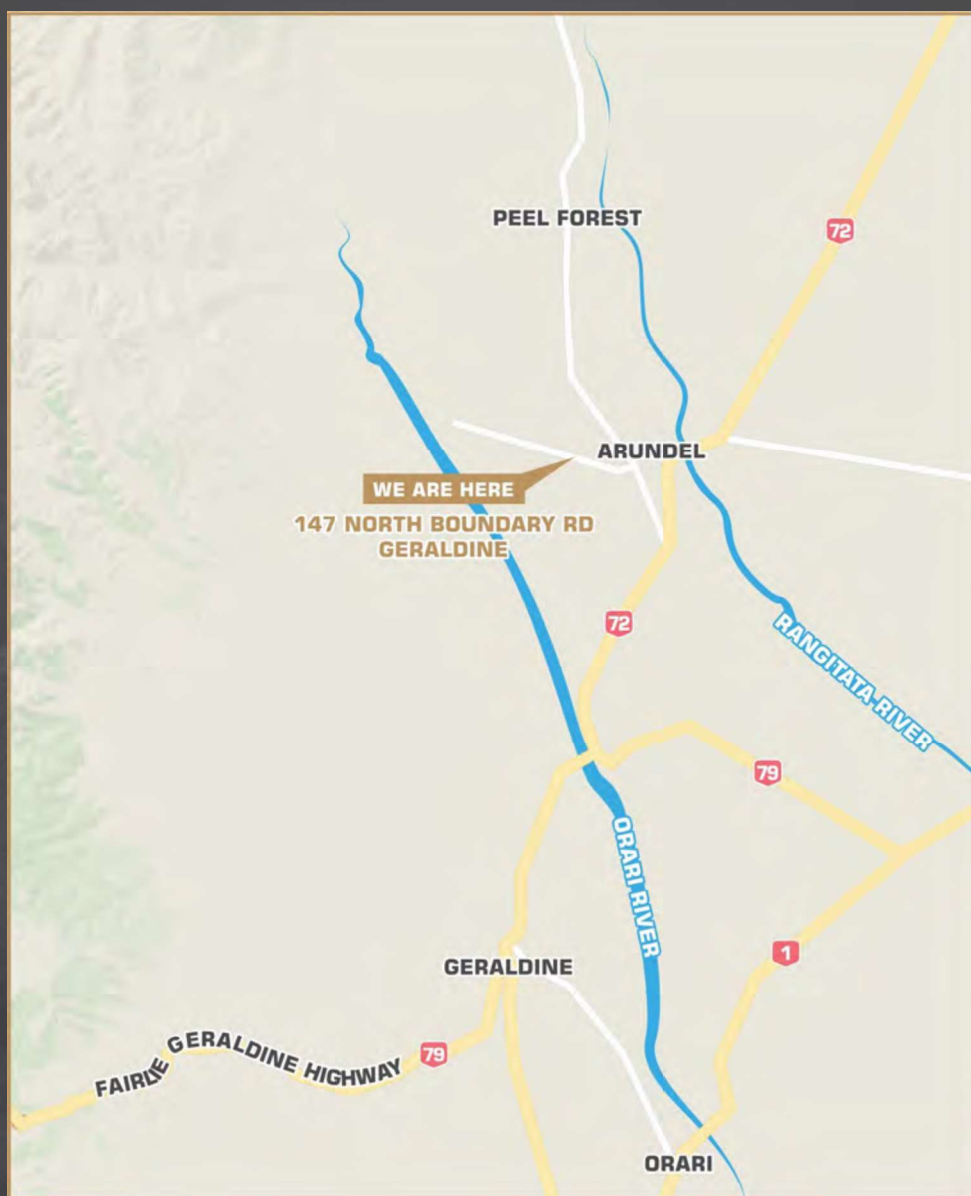 PEEL FOREST
72
ARUNDEL
WE ARE HERE
147 NORTH BOUNDARY RD
GERALDINE
72
RANGITATA RIVER
79
ORARI RIVER
1
GERALDINE
79
FAIRLIE GERALDINE HIGHWAY
ORARI